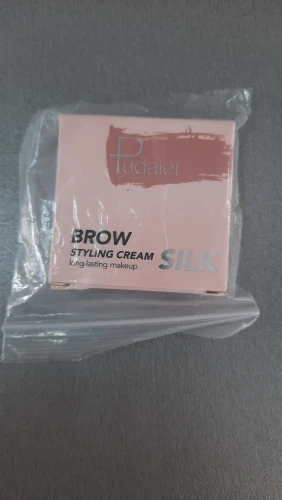 Pudaier
BROW
STYLING CREAM SILK
long-lasting makeup